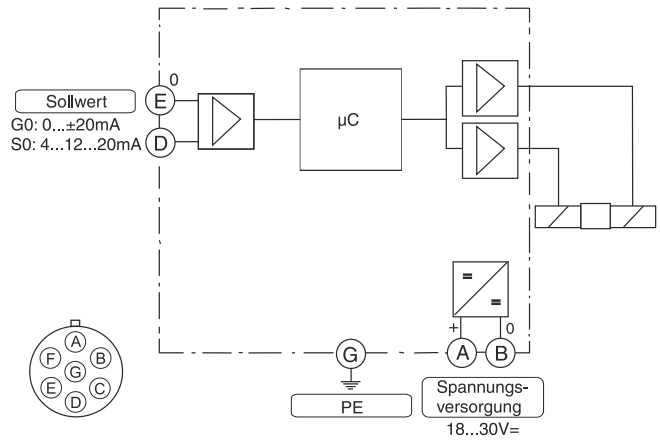 0
E
Sollwert
G0: 0...±20mA
S0: 4...12...20mA
D
µC
=
=
+
0
A
B
G
PE
Spannungs-
versorgung
18...30V=
A
F
B
G
E
C
D